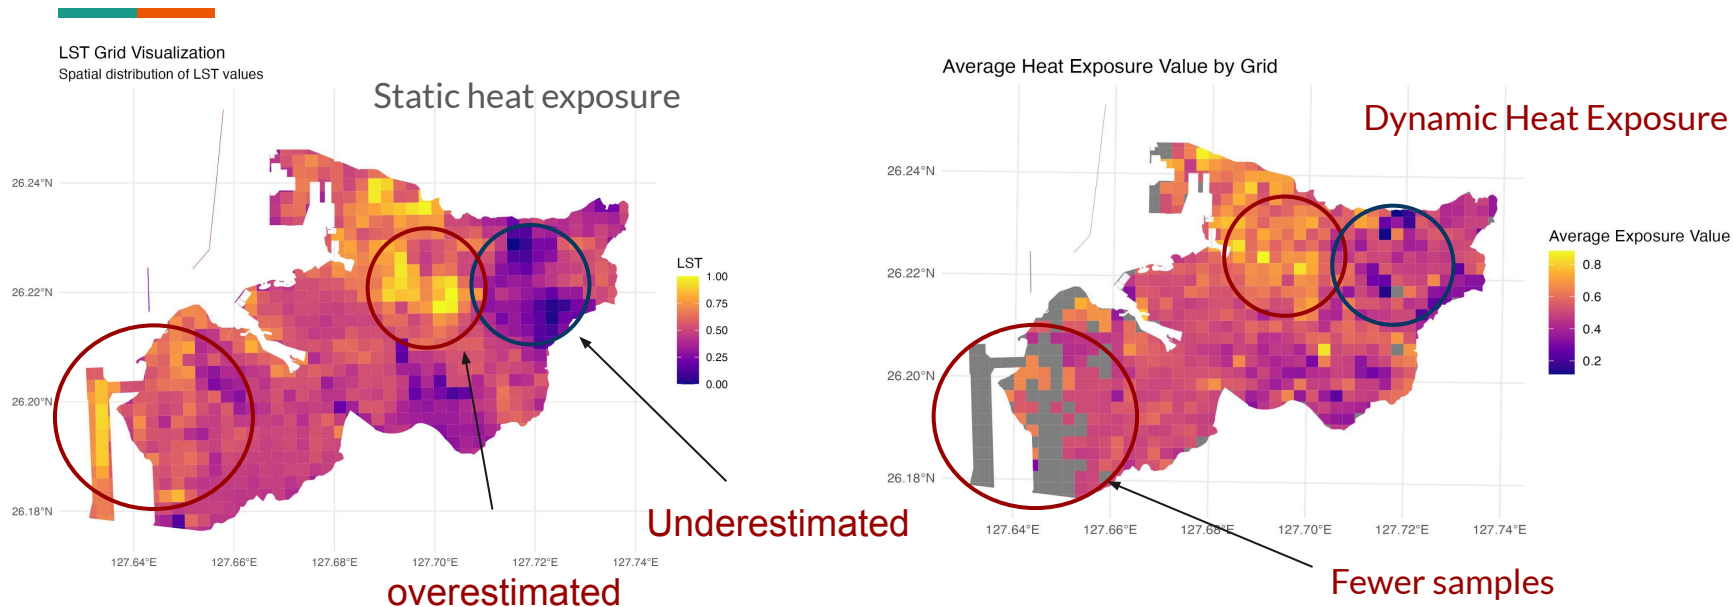 LST Grid Visualization
Spatial distribution of LST values
Static heat exposure
26.24°N
26.22°N
26.20°N
26.18°N
127.64°E 127.66°E 127.68°E 127.70°E 127.72°E 127.74°E
LST
1.00
0.75
0.50
0.25
0.00
Underestimated
overestimated
Average Heat Exposure Value by Grid
Dynamic Heat Exposure
26.24°N
26.22°N
26.20°N
26.18°N
127.64°E 127.66°E 127.68°E 127.70°E 127.72°E 127.74°E
Average Exposure Value
0.8
0.6
0.4
0.2
Fewer samples